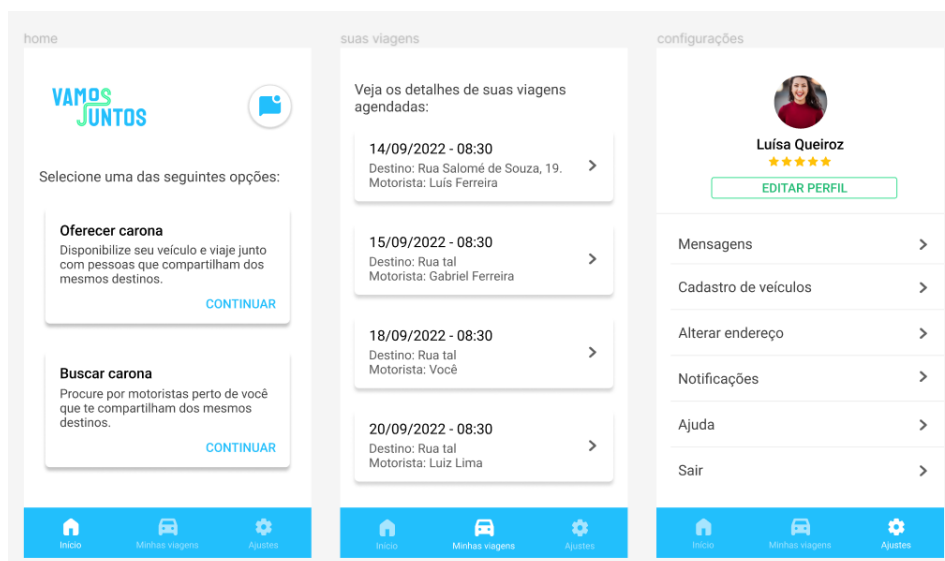 home
VAMOS
JUNTOS
Selecione uma das seguintes opções:
Oferecer carona
Disponibilize seu veículo e viaje junto
com pessoas que compartilham dos
mesmos destinos.
CONTINUAR
Buscar carona
Procure por motoristas perto de você
que te compartilham dos mesmos
destinos.
CONTINUAR
Início
Minhas viagens
Ajustes
suas viagens
Veja os detalhes de suas viagens
agendadas:
14/09/2022 - 08:30
Destino: Rua Salomé de Souza, 19.
Motorista: Luís Ferreira
15/09/2022 - 08:30
Destino: Rua tal
Motorista: Gabriel Ferreira
18/09/2022 - 08:30
Destino: Rua tal
Motorista: Você
20/09/2022 - 08:30
Destino: Rua tal
Motorista: Luiz Lima
Início
Minhas viagens
Ajustes
configurações
Luísa Queiroz
EDITAR PERFIL
Mensagens
Cadastro de veículos
Alterar endereço
Notificações
Ajuda
Sair
Início
Minhas viagens
Ajustes